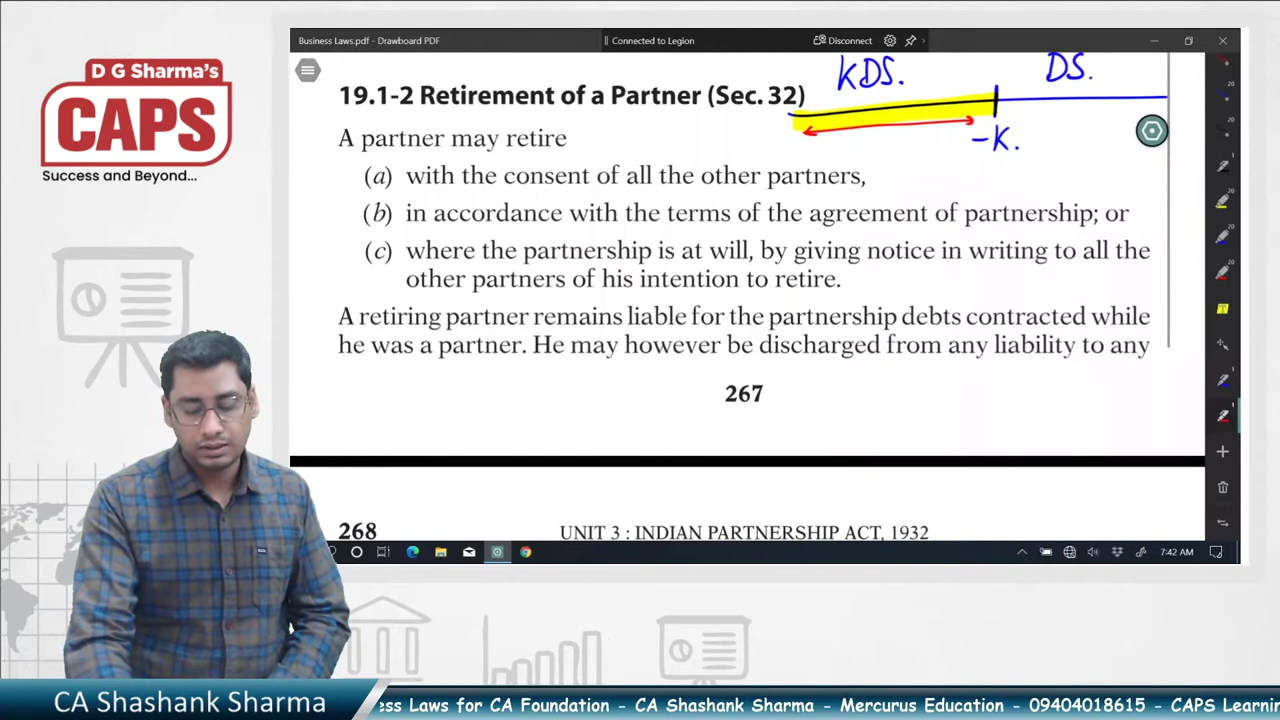 Business Laws.pdf - Drawboard PDF
Connected to Legion
Disconnect
D G Sharma's
CAPS
Success and Beyond...
KDS.
DS.
-K.
19.1-2 Retirement of a Partner (Sec. 32)
A partner may retire
(a) with the consent of all the other partners,
(b) in accordance with the terms of the agreement of partnership; or
(c) where the partnership is at will, by giving notice in writing to all the
other partners of his intention to retire.
A retiring partner remains liable for the partnership debts contracted while
he was a partner. He may however be discharged from any liability to any
267
268
UNIT 3 : INDIAN PARTNERSHIP ACT, 1932
7:42 AM
CA Shashank Sharma
ss Laws for CA Foundation - CA Shashank Sharma - Mercurus Education - 09404018615 - CAPS Learnin